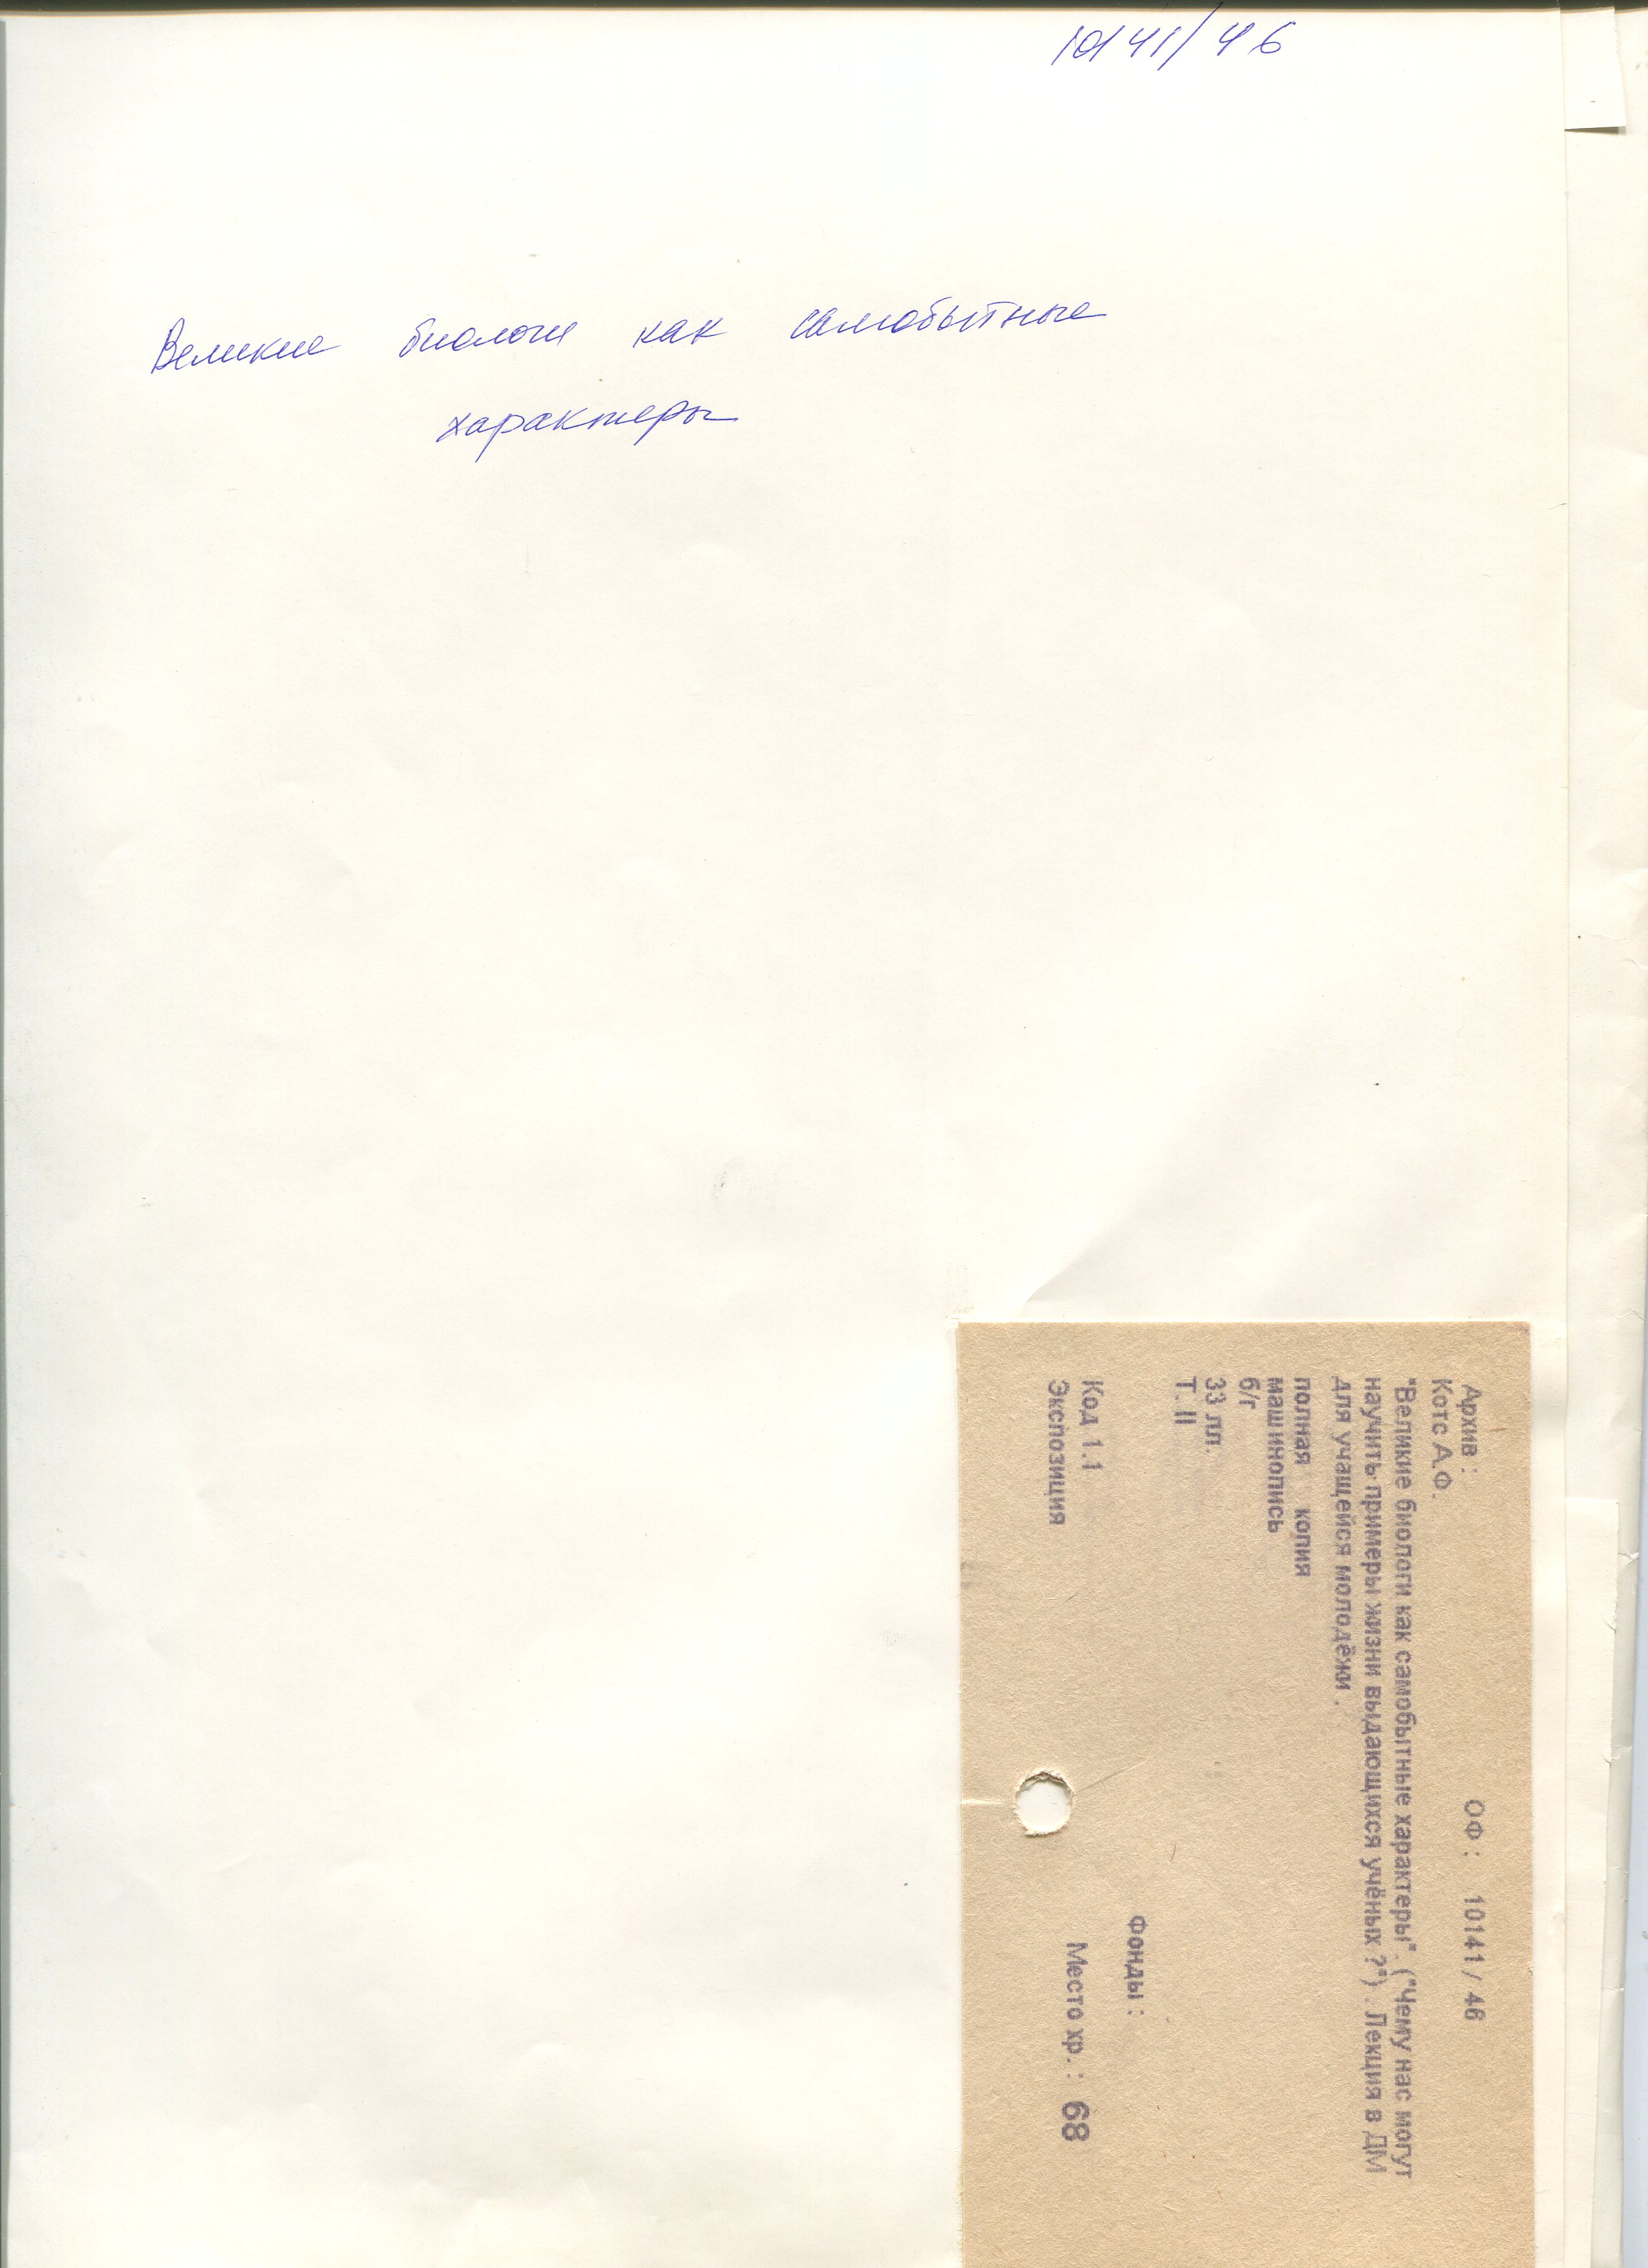 10141/46
Великие биологи как самобытные
характеры
Архив : ОФ : 10141 / 46
Котс А.Ф.
"Великие биологи как самобытные характеры". ("Чему нас могут
научить примеры жизни выдающихся учёных ?") . Лекция в ДМ
для учащейся молодёжи .
полная копия
машинопись
б/г
33 лл.
Т. II
Фонды :
Код 1.1 Место хр. : 68
Экспозиция